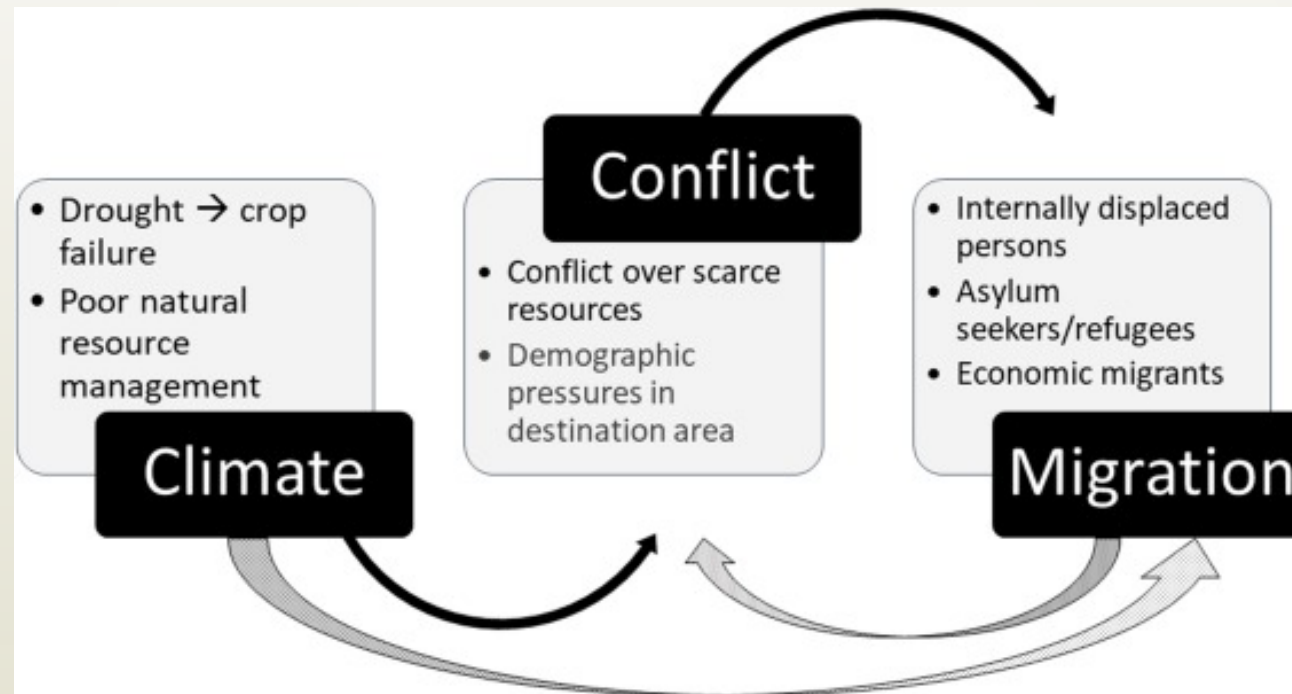 • Drought → crop
failure
• Poor natural
resource
management
Climate
Conflict
• Conflict over scarce
resources
• Demographic
pressures in
destination area
• Internally displaced
persons
• Asylum
seekers/refugees
• Economic migrants
Migration